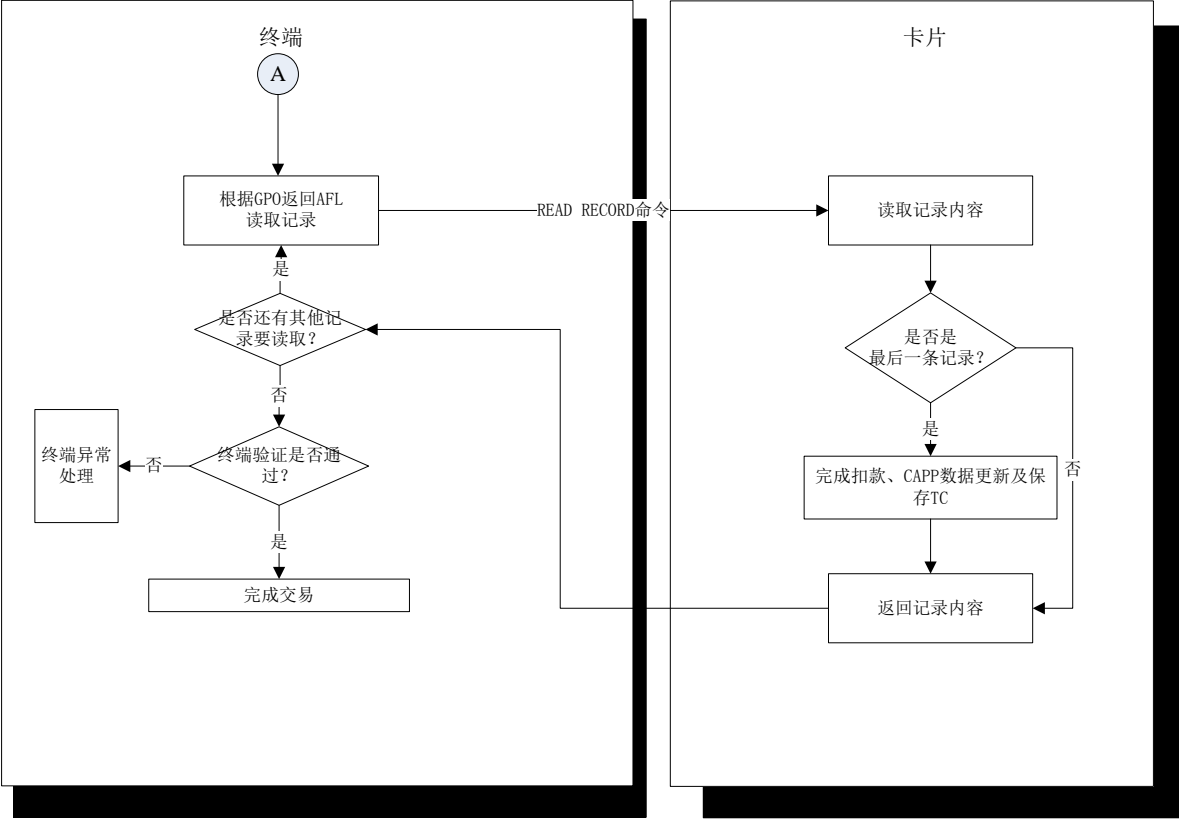 终端
卡片
A
根据GPO返回AFL
读取记录
READ RECORD命令
读取记录内容
是
是否还有其他记
录要读取？
是否是
最后一条记录？
否
是
终端异常
处理
否
终端验证是否通
过？
否
完成扣款、CAPP数据更新及保
存TC
是
完成交易
返回记录内容